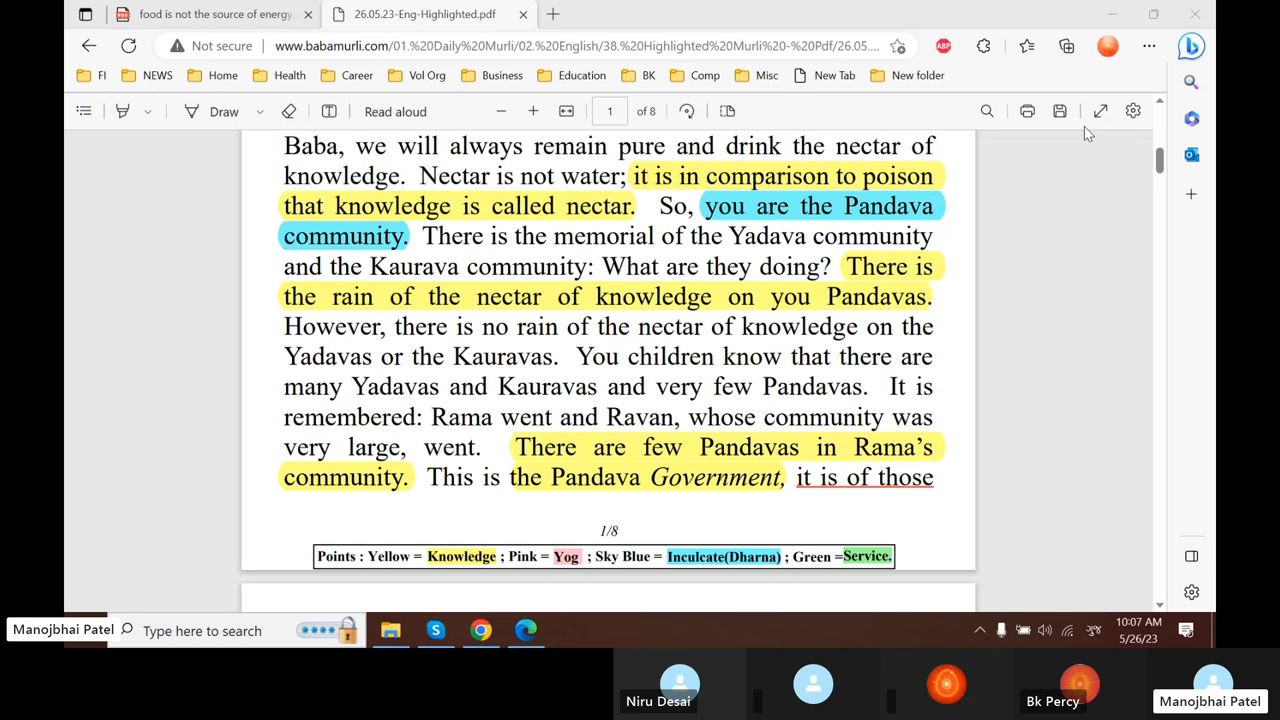 food is not the source of energy
26.05.23-Eng-Highlighted.pdf
Not secure
www.babamurli.com/01.%20Daily%20Murli/02.%20English/38.%20Highlighted%20Murli%20-%20Pdf/26.05....
ABP
FI NEWS Home Health Career Vol Org Business Education BK Comp Misc New Tab New folder
Draw Read aloud 1 of 8
Baba, we will always remain pure and drink the nectar of
knowledge. Nectar is not water; it is in comparison to poison
that knowledge is called nectar. So, you are the Pandava
community. There is the memorial of the Yadava community
and the Kaurava community: What are they doing? There is
the rain of the nectar of knowledge on you Pandavas.
However, there is no rain of the nectar of knowledge on the
Yadavas or the Kauravas. You children know that there are
many Yadavas and Kauravas and very few Pandavas. It is
remembered: Rama went and Ravan, whose community was
very large, went. There are few Pandavas in Rama's
community. This is the Pandava Government, it is of those
1/8
Points : Yellow = Knowledge ; Pink = Yog ; Sky Blue = Inculcate(Dharna) ; Green =Service.
Manojbhai Patel
Type here to search
10:07 AM
5/26/23
Niru Desai
Bk Percy
Manojbhai Patel